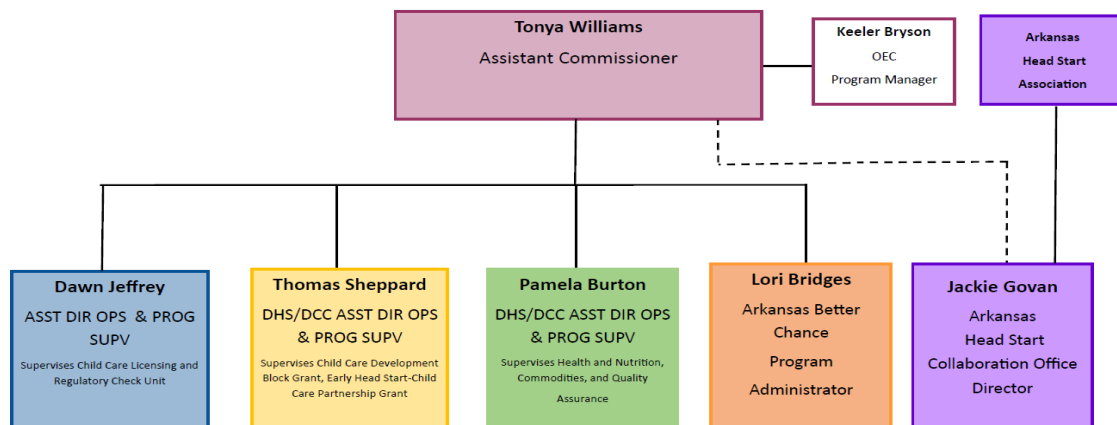 Tonya Williams
Assistant Commissioner
Keeler Bryson
OEC
Program Manager
Arkansas
Head Start
Association
Dawn Jeffrey
ASST DIR OPS & PROG
SUPV
Supervises Child Care Licensing and
Regulatory Check Unit
Thomas Sheppard
DHS/DCC ASST DIR OPS
& PROG SUPV
Supervises Child Care Development
Block Grant, Early Head Start-Child
Care Partnership Grant
Pamela Burton
DHS/DCC ASST DIR OPS
& PROG SUPV
Supervises Health and Nutrition,
Commodities, and Quality
Assurance
Lori Bridges
Arkansas Better
Chance
Program
Administrator
Jackie Govan
Arkansas
Head Start
Collaboration Office
Director